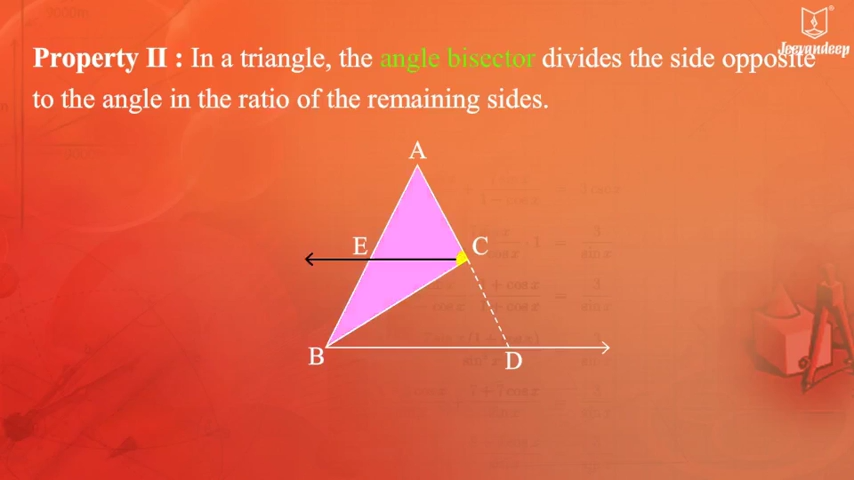 Jeevandeep
Property II : In a triangle, the angle bisector divides the side opposite
to the angle in the ratio of the remaining sides.
A
E
C
B
D